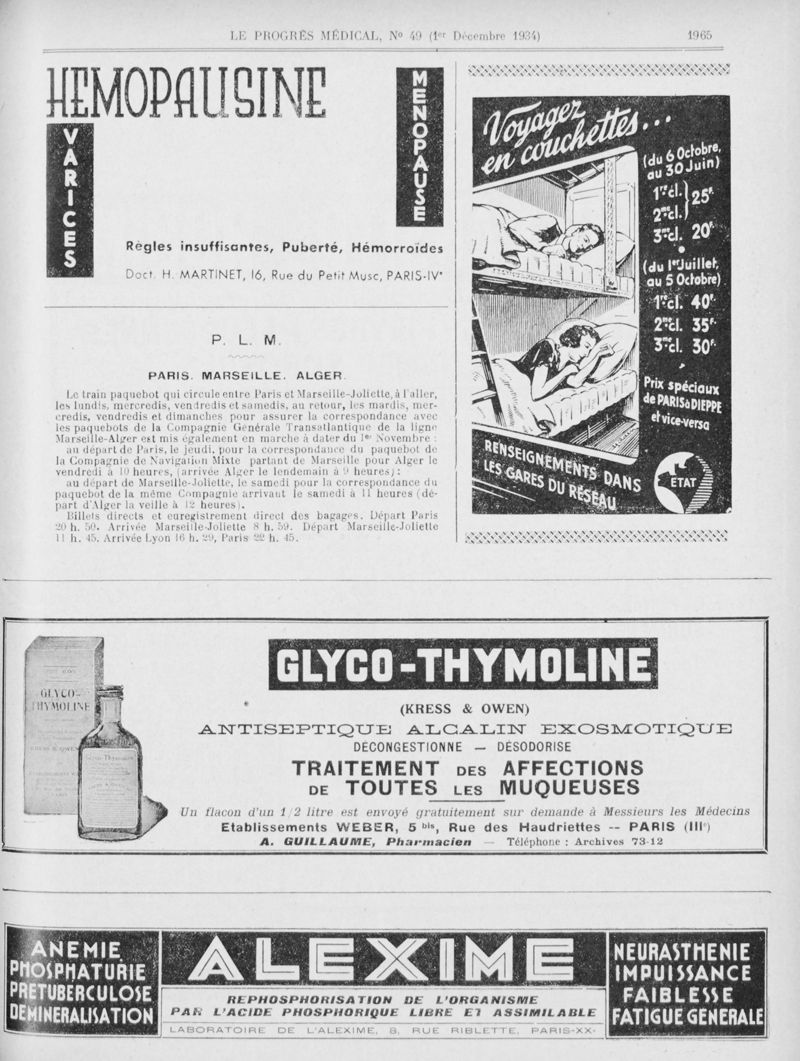 LE PROGRÈS MÉDICAL, No 49 (1er Décembre 1934)
1965
HEMOPAUSINE
VARICES
MENOPAUSE
Règles insuffisantes, Puberté, Hémorroïdes
Doct. H. MARTINET, 16, Rue du Petit Musc, PARIS-IVe
P. L. M.
PARIS. MARSEILLE. ALGER.
Le train paquebot qui circule entre Paris et Marseille-Joliette, à l'aller,
les lundis, mercredis, vendredis et samedis, au retour, les mardis, mer-
credis, vendredis et dimanches pour assurer la correspondance avec
les paquebots de la Compagnie Générale Transatlantique de la ligne
Marseille-Alger est mis également en marche à dater du 1er Novembre :
au départ de Paris, le jeudi, pour la correspondance du paquebot de
la Compagnie de Navigation Mixte partant de Marseille pour Alger le
vendredi à 10 heures, (arrivée Alger le lendemain à 9 heures) :
au départ de Marseille-Joliette, le samedi pour la correspondance du
paquebot de la même Compagnie arrivant le samedi à 11 heures (dé-
part d'Alger la veille à 12 heures).
Billets directs et enregistrement direct des bagages. Départ Paris
20 h. 50. Arrivée Marseille-Joliette 8 h. 59. Départ Marseille-Joliette
11 h. 45. Arrivée Lyon 16 h. 29, Paris 22 h. 45.
Voyagez
en couchettes...
(du 6 Octobre,
au 30 Juin)
1re cl. } 25f.
2me cl.
3me cl. 20f.
(du 1er Juillet,
au 5 Octobre)
1re cl. 40f.
2me cl. 35f.
3me cl. 30f.
Prix spéciaux
de PARIS à DIEPPE
et vice-versa
RENSEIGNEMENTS DANS
LES GARES DU RÉSEAU
ETAT
GLYCO-
THYMOLINE
KRESS & OWEN
Glyco-Thymoline
GLYCO-THYMOLINE
(KRESS & OWEN)
ANTISEPTIQUE ALCALIN EXOSMOTIQUE
DÉCONGESTIONNE — DÉSODORISE
TRAITEMENT DES AFFECTIONS
DE TOUTES LES MUQUEUSES
Un flacon d'un 1/2 litre est envoyé gratuitement sur demande à Messieurs les Médecins
Etablissements WEBER, 5 bis, Rue des Haudriettes -- PARIS (IIIe)
A. GUILLAUME, Pharmacien — Téléphone : Archives 73-12
ANEMIE
PHOSPHATURIE
PRETUBERCULOSE
DEMINERALISATION
ALEXIME
REPHOSPHORISATION DE L'ORGANISME
PAR L'ACIDE PHOSPHORIQUE LIBRE ET ASSIMILABLE
LABORATOIRE DE L'ALEXIME, 8, RUE RIBLETTE, PARIS-XX-
NEURASTHENIE
IMPUISSANCE
FAIBLESSE
FATIGUE GENERALE